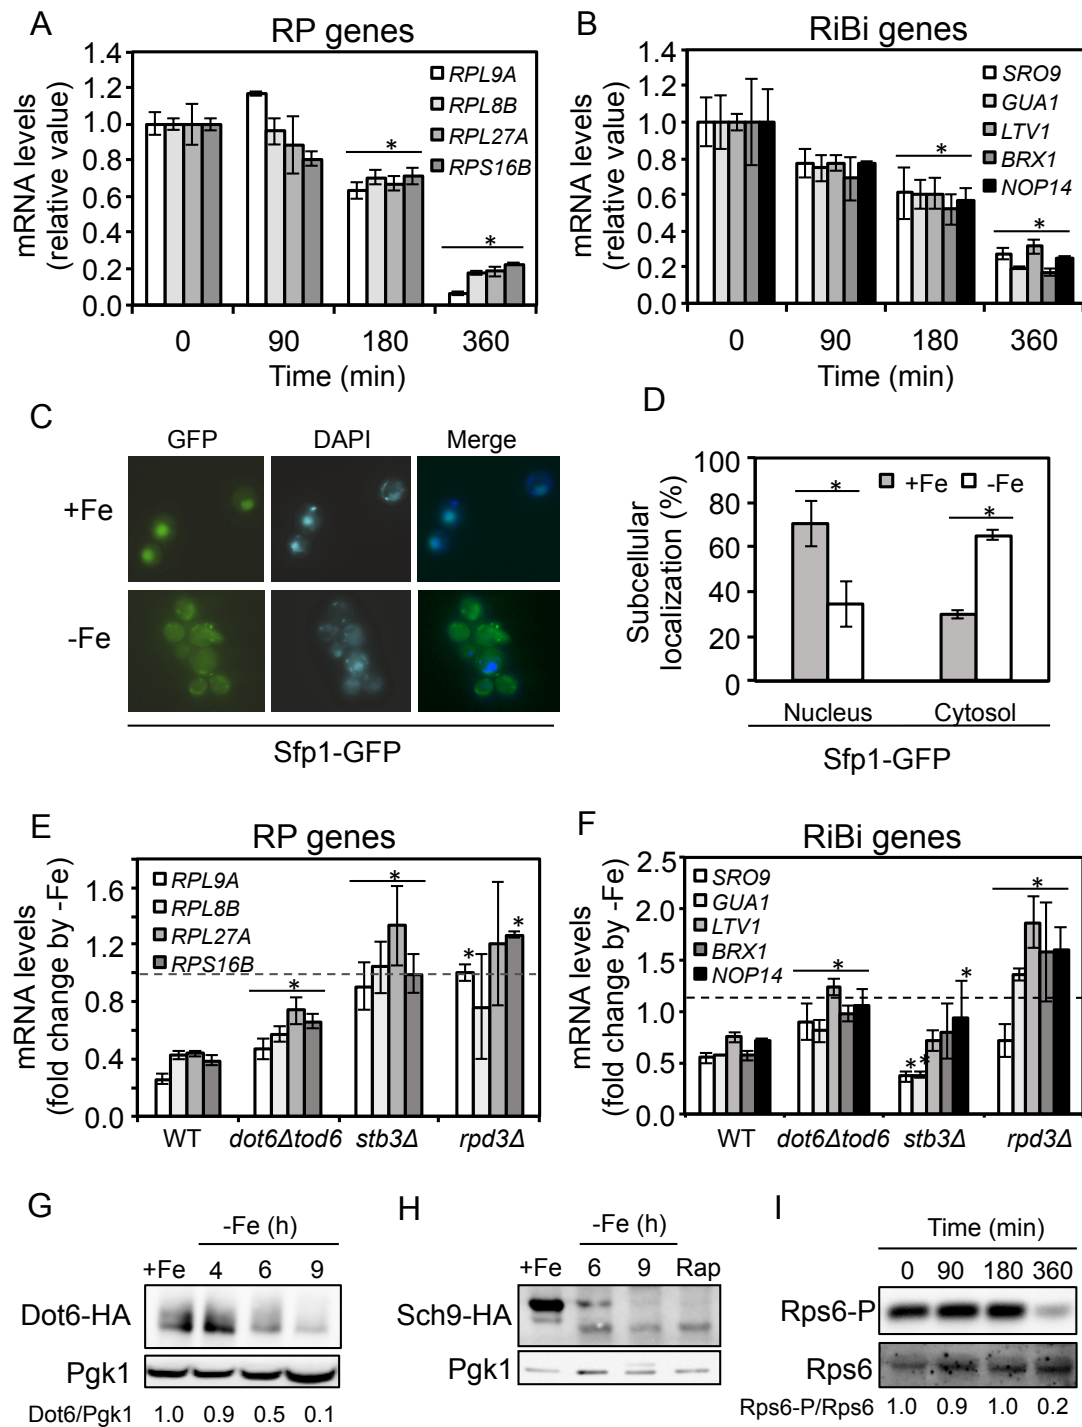 A
RP genes
mRNA levels
(relative value)
1.4
1.2
1.0
0.8
0.6
0.4
0.2
0.0
RPL9A
RPL8B
RPL27A
RPS16B
*
*
0 90 180 360
Time (min)
B
RiBi genes
mRNA levels
(relative value)
1.4
1.2
1.0
0.8
0.6
0.4
0.2
0.0
SRO9
GUA1
LTV1
BRX1
NOP14
*
*
0 90 180 360
Time (min)
C
GFP DAPI Merge
+Fe
-Fe
Sfp1-GFP
D
Subcellular
localization (%)
100
80
60
40
20
0
+Fe -Fe
*
*
Nucleus Cytosol
Sfp1-GFP
E
RP genes
mRNA levels
(fold change by -Fe)
1.6
1.2
0.8
0.4
0.0
RPL9A
RPL8B
RPL27A
RPS16B
*
*
*
*
WT dot6Δtod6 stb3Δ rpd3Δ
F
RiBi genes
mRNA levels
(fold change by -Fe)
2.5
2.0
1.5
1.0
0.5
0.0
SRO9
GUA1
LTV1
BRX1
NOP14
*
* *
*
*
WT dot6Δtod6 stb3Δ rpd3Δ
G
-Fe (h)
+Fe 4 6 9
Dot6-HA
Pgk1
Dot6/Pgk1 1.0 0.9 0.5 0.1
H
-Fe (h)
+Fe 6 9 Rap
Sch9-HA
Pgk1
I
Time (min)
0 90 180 360
Rps6-P
Rps6
Rps6-P/Rps6 1.0 0.9 1.0 0.2